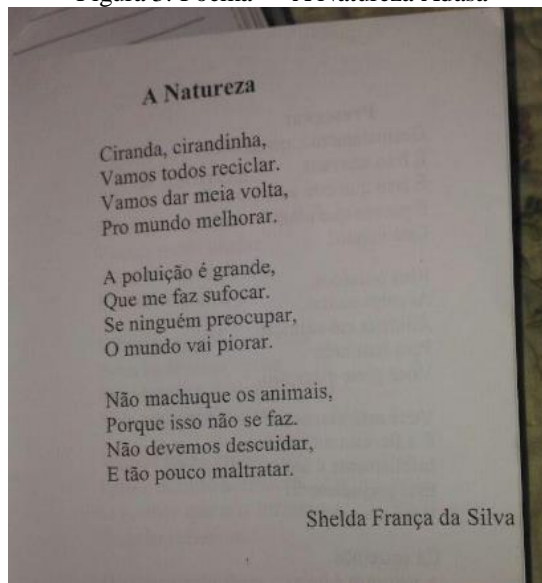 A Natureza
Ciranda, cirandinha,
Vamos todos reciclar.
Vamos dar meia volta,
Pro mundo melhorar.
A poluição é grande,
Que me faz sufocar.
Se ninguém preocupar,
O mundo vai piorar.
Não machuque os animais,
Porque isso não se faz.
Não devemos descuidar,
E tão pouco maltratar.
Shelda França da Silva